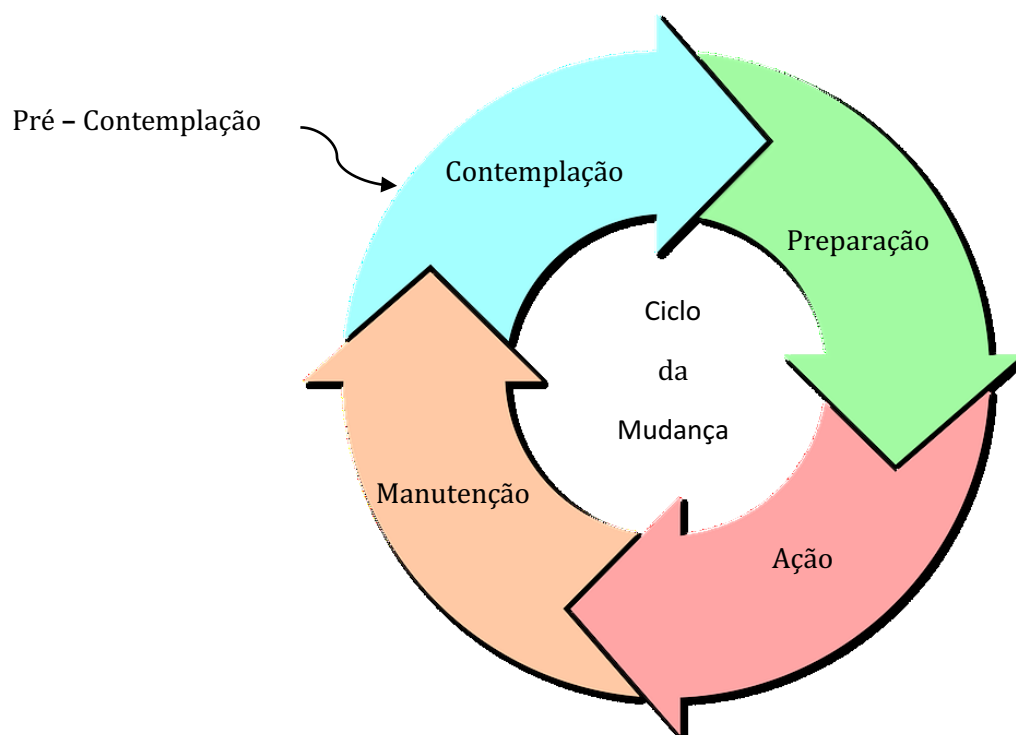 Pré – Contemplação
Contemplação
Preparação
Ciclo
da
Mudança
Manutenção
Ação